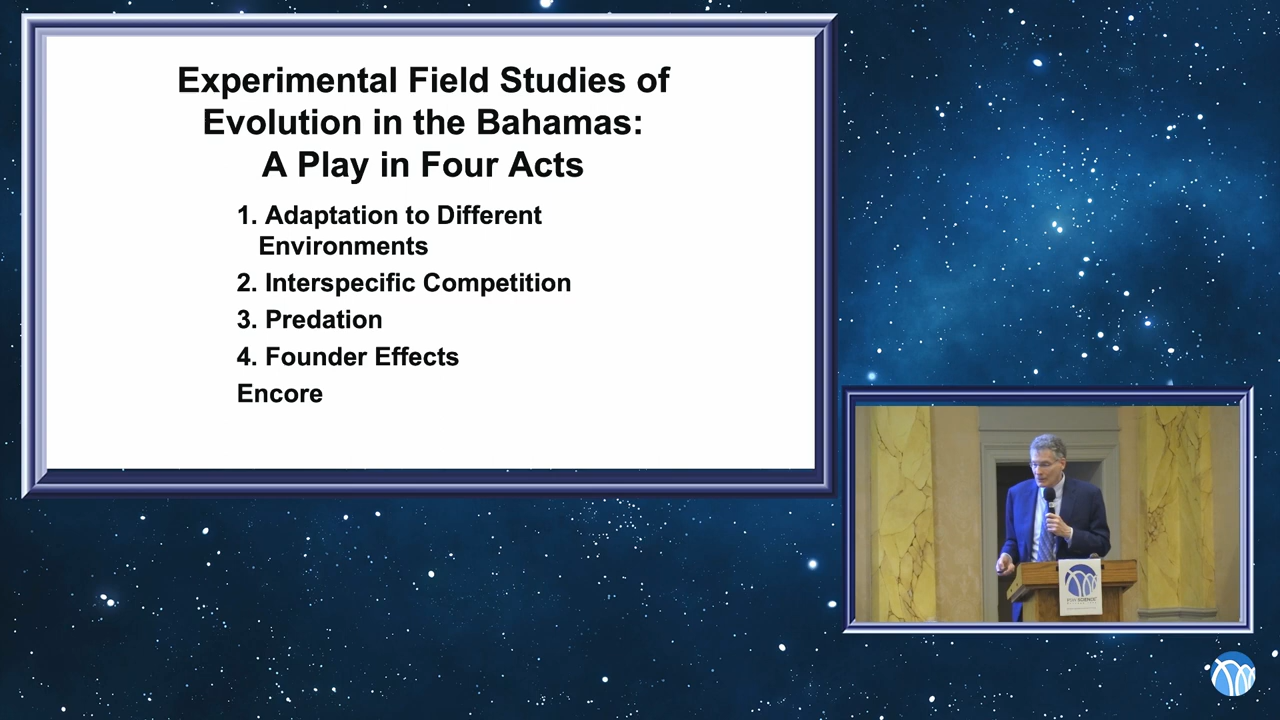 Experimental Field Studies of
Evolution in the Bahamas:
A Play in Four Acts
1. Adaptation to Different
Environments
2. Interspecific Competition
3. Predation
4. Founder Effects
Encore